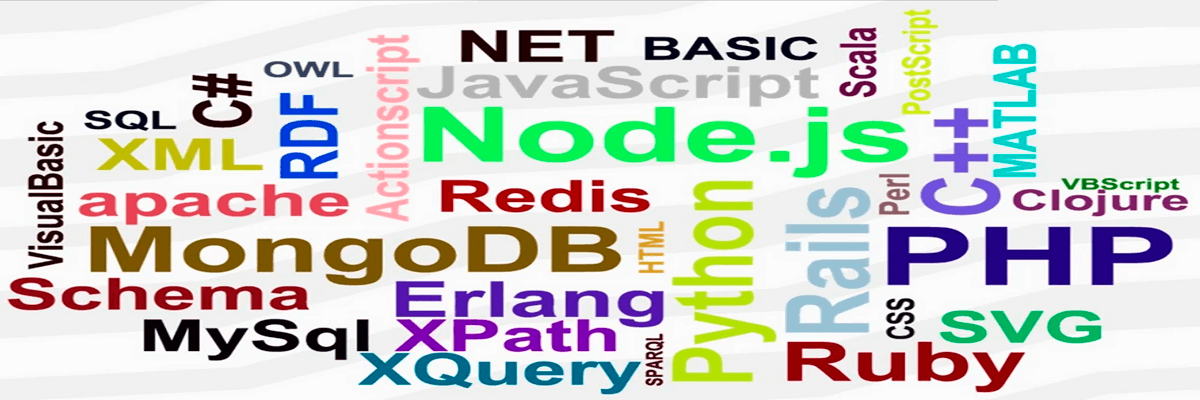 NET
BASIC
Scala
PostScript
OWL
JavaScript
C#
RDF
Actionscript
MATLAB
SQL
Node.js
C++
VisualBasic
XML
Perl
VBScript
apache
Redis
Clojure
MongoDB
HTML
Python
Rails
PHP
Schema
Erlang
CSS
SVG
MySql
XPath
SPARQL
XQuery
Ruby